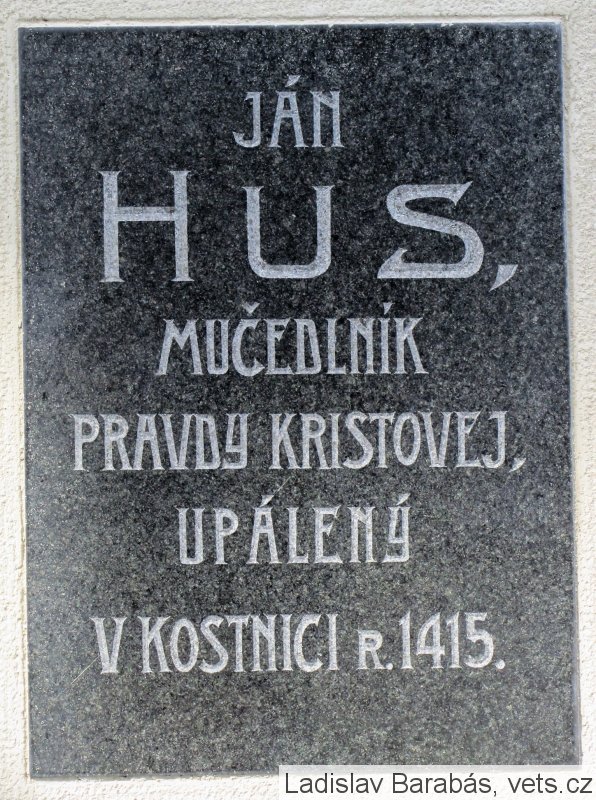 JÁN
HUS,
MUČEDLNÍK
PRAVDY KRISTOVEJ,
UPÁLENÝ
V KOSTNICI R. 1415.
Ladislav Barabás, vets.cz